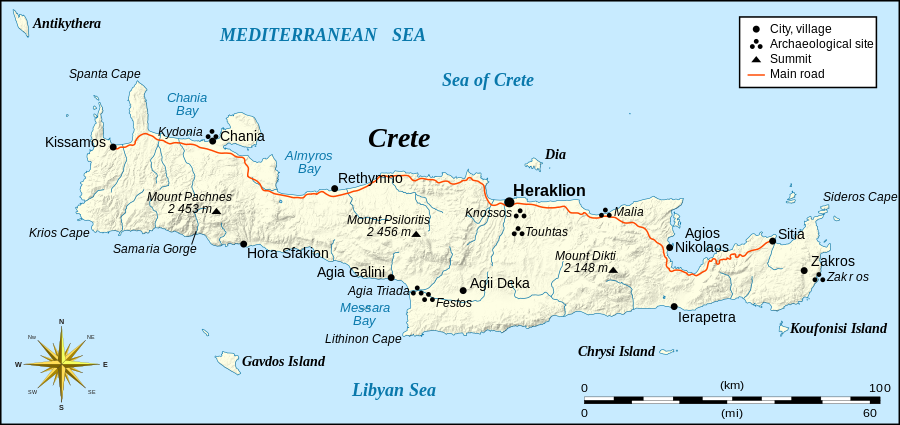 Antikythera
MEDITERRANEAN SEA
City, village
Archaeological site
Summit
Main road
Spanta Cape
Sea of Crete
Chania
Bay
Kydonia
Chania
Kissamos
Crete
Almyros
Bay
Dia
Rethymno
Heraklion
Mount Pachnes
2 453 m
Sideros Cape
Knossos
Malia
Mount Psiloritis
2 456 m
Touhtas
Agios
Nikolaos
Sitia
Krios Cape
Samaria Gorge
Hora Sfakion
Mount Dikti
2 148 m
Zakros
Zakros
Agia Galini
Agii Deka
Agia Triada
Festos
Messara
Bay
Ierapetra
Lithinon Cape
Koufonisi Island
N
Nw
NE
W
E
SW
SE
S
Gavdos Island
Chrysi Island
Libyan Sea
0
(km)
100
0
(mi)
60